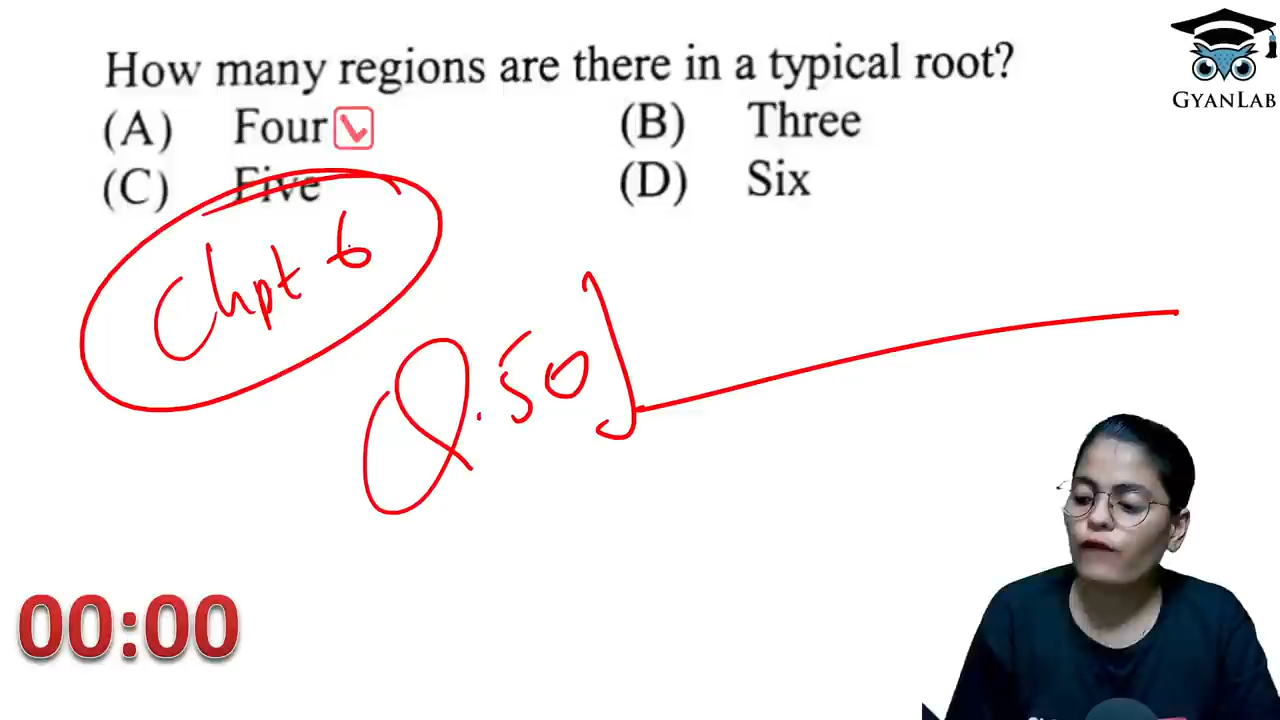 How many regions are there in a typical root?
(A) Four (B) Three
(C) Five (D) Six
GYANLAB
Chpt 6
Q.50]
00:00